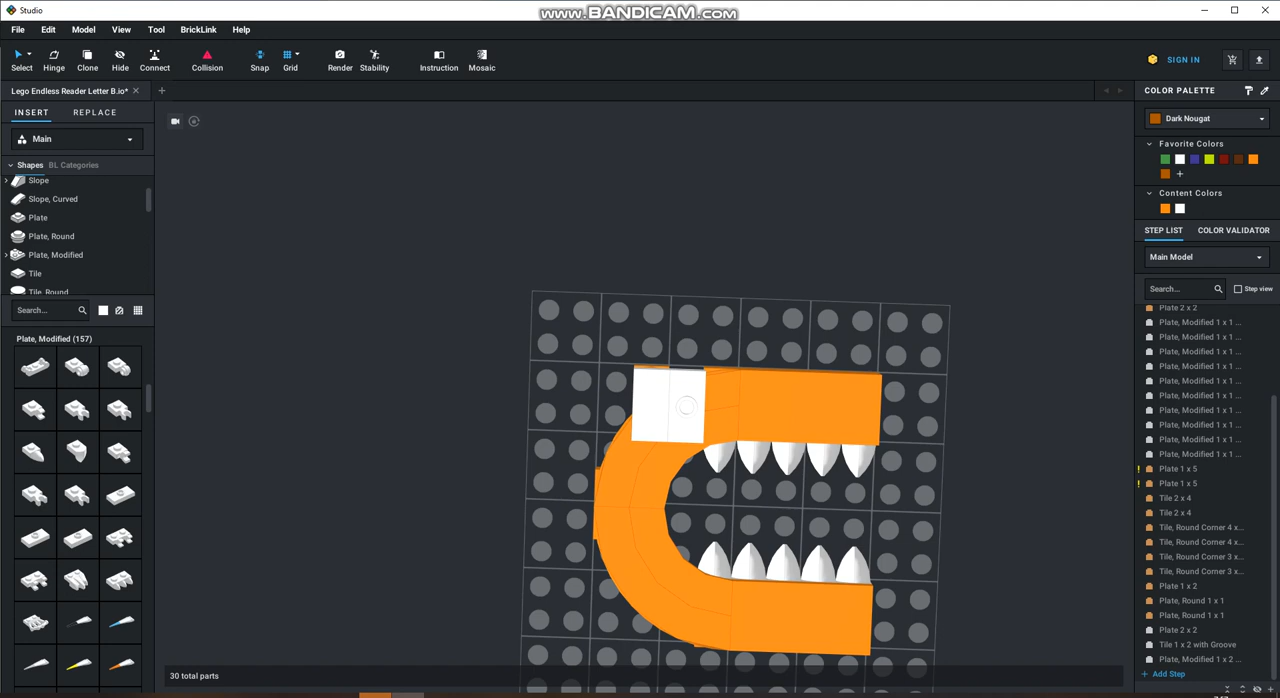 Studio
www.BANDICAM.com
File Edit Model View Tool BrickLink Help
Select Hinge Clone Hide Connect Collision Snap Grid Render Stability Instruction Mosaic
SIGN IN
Lego Endless Reader Letter B.io*
INSERT REPLACE
Main
Shapes BL Categories
Slope
Slope, Curved
Plate
Plate, Round
Plate, Modified
Tile
Tile, Round
Search...
Plate, Modified (157)
30 total parts
COLOR PALETTE
Dark Nougat
Favorite Colors
Content Colors
STEP LIST COLOR VALIDATOR
Main Model
Search... Step view
Plate 2 x 2
Plate, Modified 1 x 1 ...
Plate, Modified 1 x 1 ...
Plate, Modified 1 x 1 ...
Plate, Modified 1 x 1 ...
Plate, Modified 1 x 1 ...
Plate, Modified 1 x 1 ...
Plate, Modified 1 x 1 ...
Plate, Modified 1 x 1 ...
Plate, Modified 1 x 1 ...
Plate, Modified 1 x 1 ...
! Plate 1 x 5
! Plate 1 x 5
Tile 2 x 4
Tile 2 x 4
Tile, Round Corner 4 x...
Tile, Round Corner 4 x...
Tile, Round Corner 3 x...
Tile, Round Corner 3 x...
Plate 1 x 2
Plate, Round 1 x 1
Plate, Round 1 x 1
Plate 2 x 2
Tile 1 x 2 with Groove
Plate, Modified 1 x 2 ...
+ Add Step